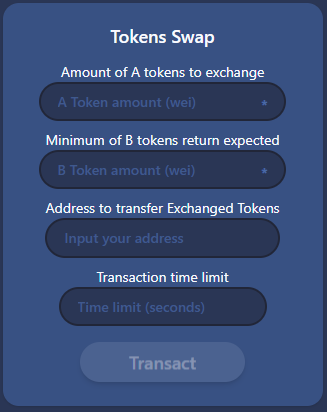 Tokens Swap
Amount of A tokens to exchange
A Token amount (wei) *
Minimum of B tokens return expected
B Token amount (wei) *
Address to transfer Exchanged Tokens
Input your address
Transaction time limit
Time limit (seconds)
Transact